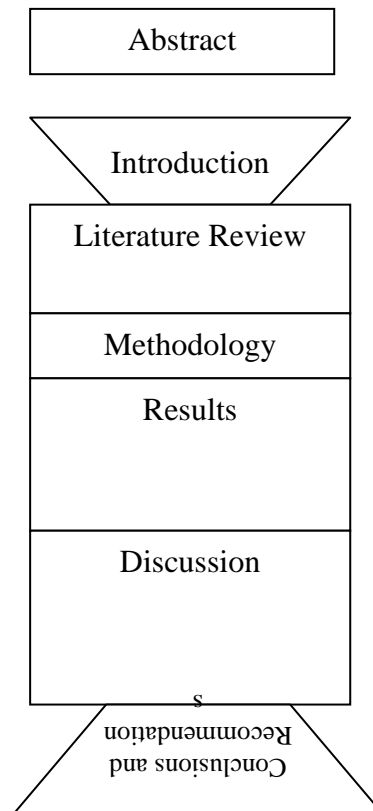 Abstract
Introduction
Literature Review
Methodology
Results
Discussion
Conclusions and
Recommendation
s